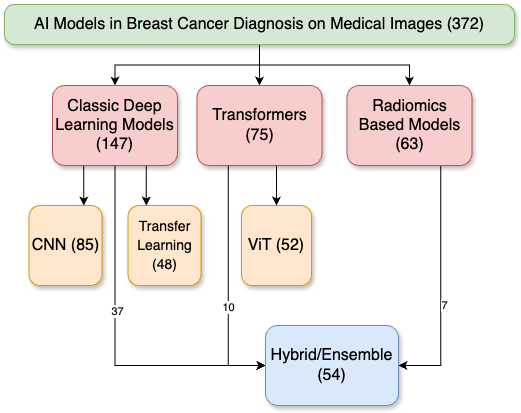 AI Models in Breast Cancer Diagnosis on Medical Images (372)
Classic Deep
Learning Models
(147)
Transformers
(75)
Radiomics
Based Models
(63)
CNN (85)
Transfer
Learning
(48)
ViT (52)
37
10
7
Hybrid/Ensemble
(54)